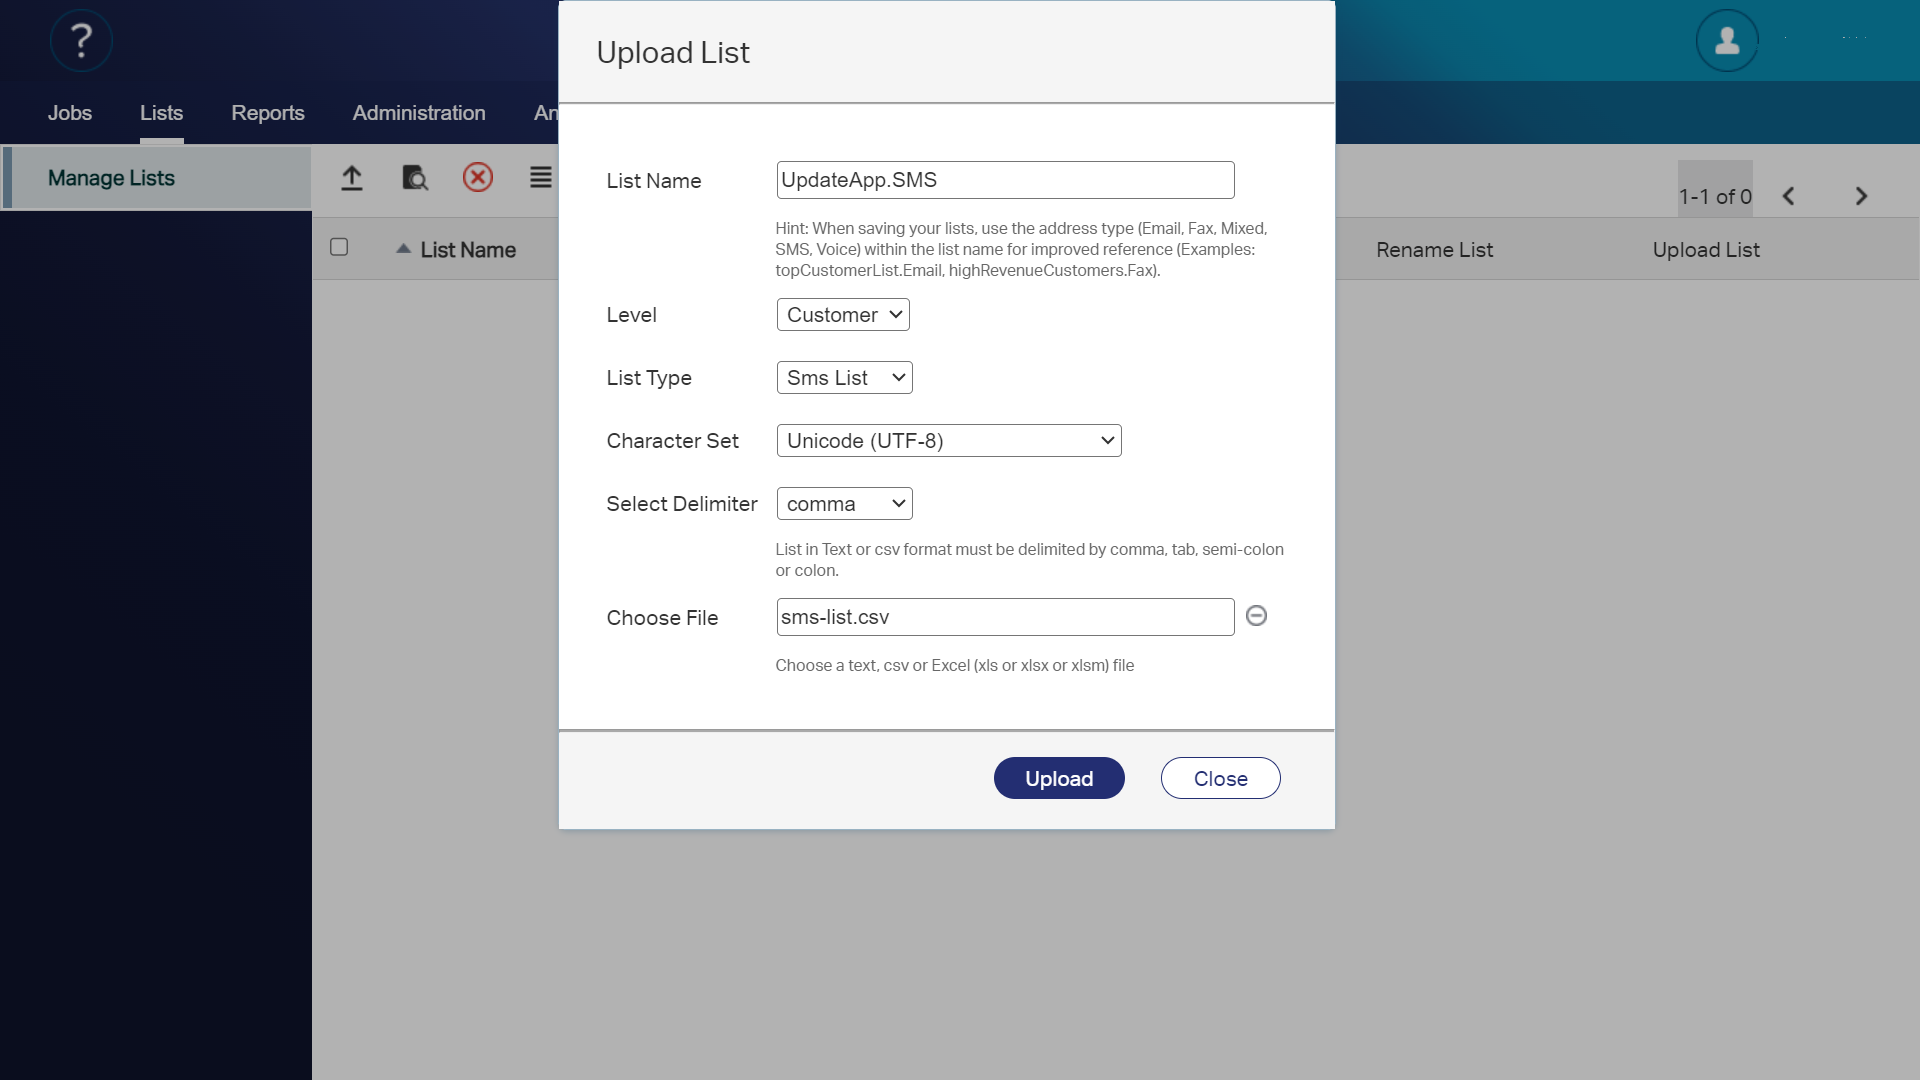 ?
Upload List
Jobs
Lists
Reports
Administration
An
Manage Lists
1-1 of 0
List Name
Rename List
Upload List
List Name
UpdateApp.SMS
Hint: When saving your lists, use the address type (Email, Fax, Mixed,
SMS, Voice) within the list name for improved reference (Examples:
topCustomerList.Email, highRevenueCustomers.Fax).
Level
Customer
List Type
Sms List
Character Set
Unicode (UTF-8)
Select Delimiter
comma
List in Text or csv format must be delimited by comma, tab, semi-colon
or colon.
Choose File
sms-list.csv
Choose a text, csv or Excel (xls or xlsx or xlsm) file
Upload
Close